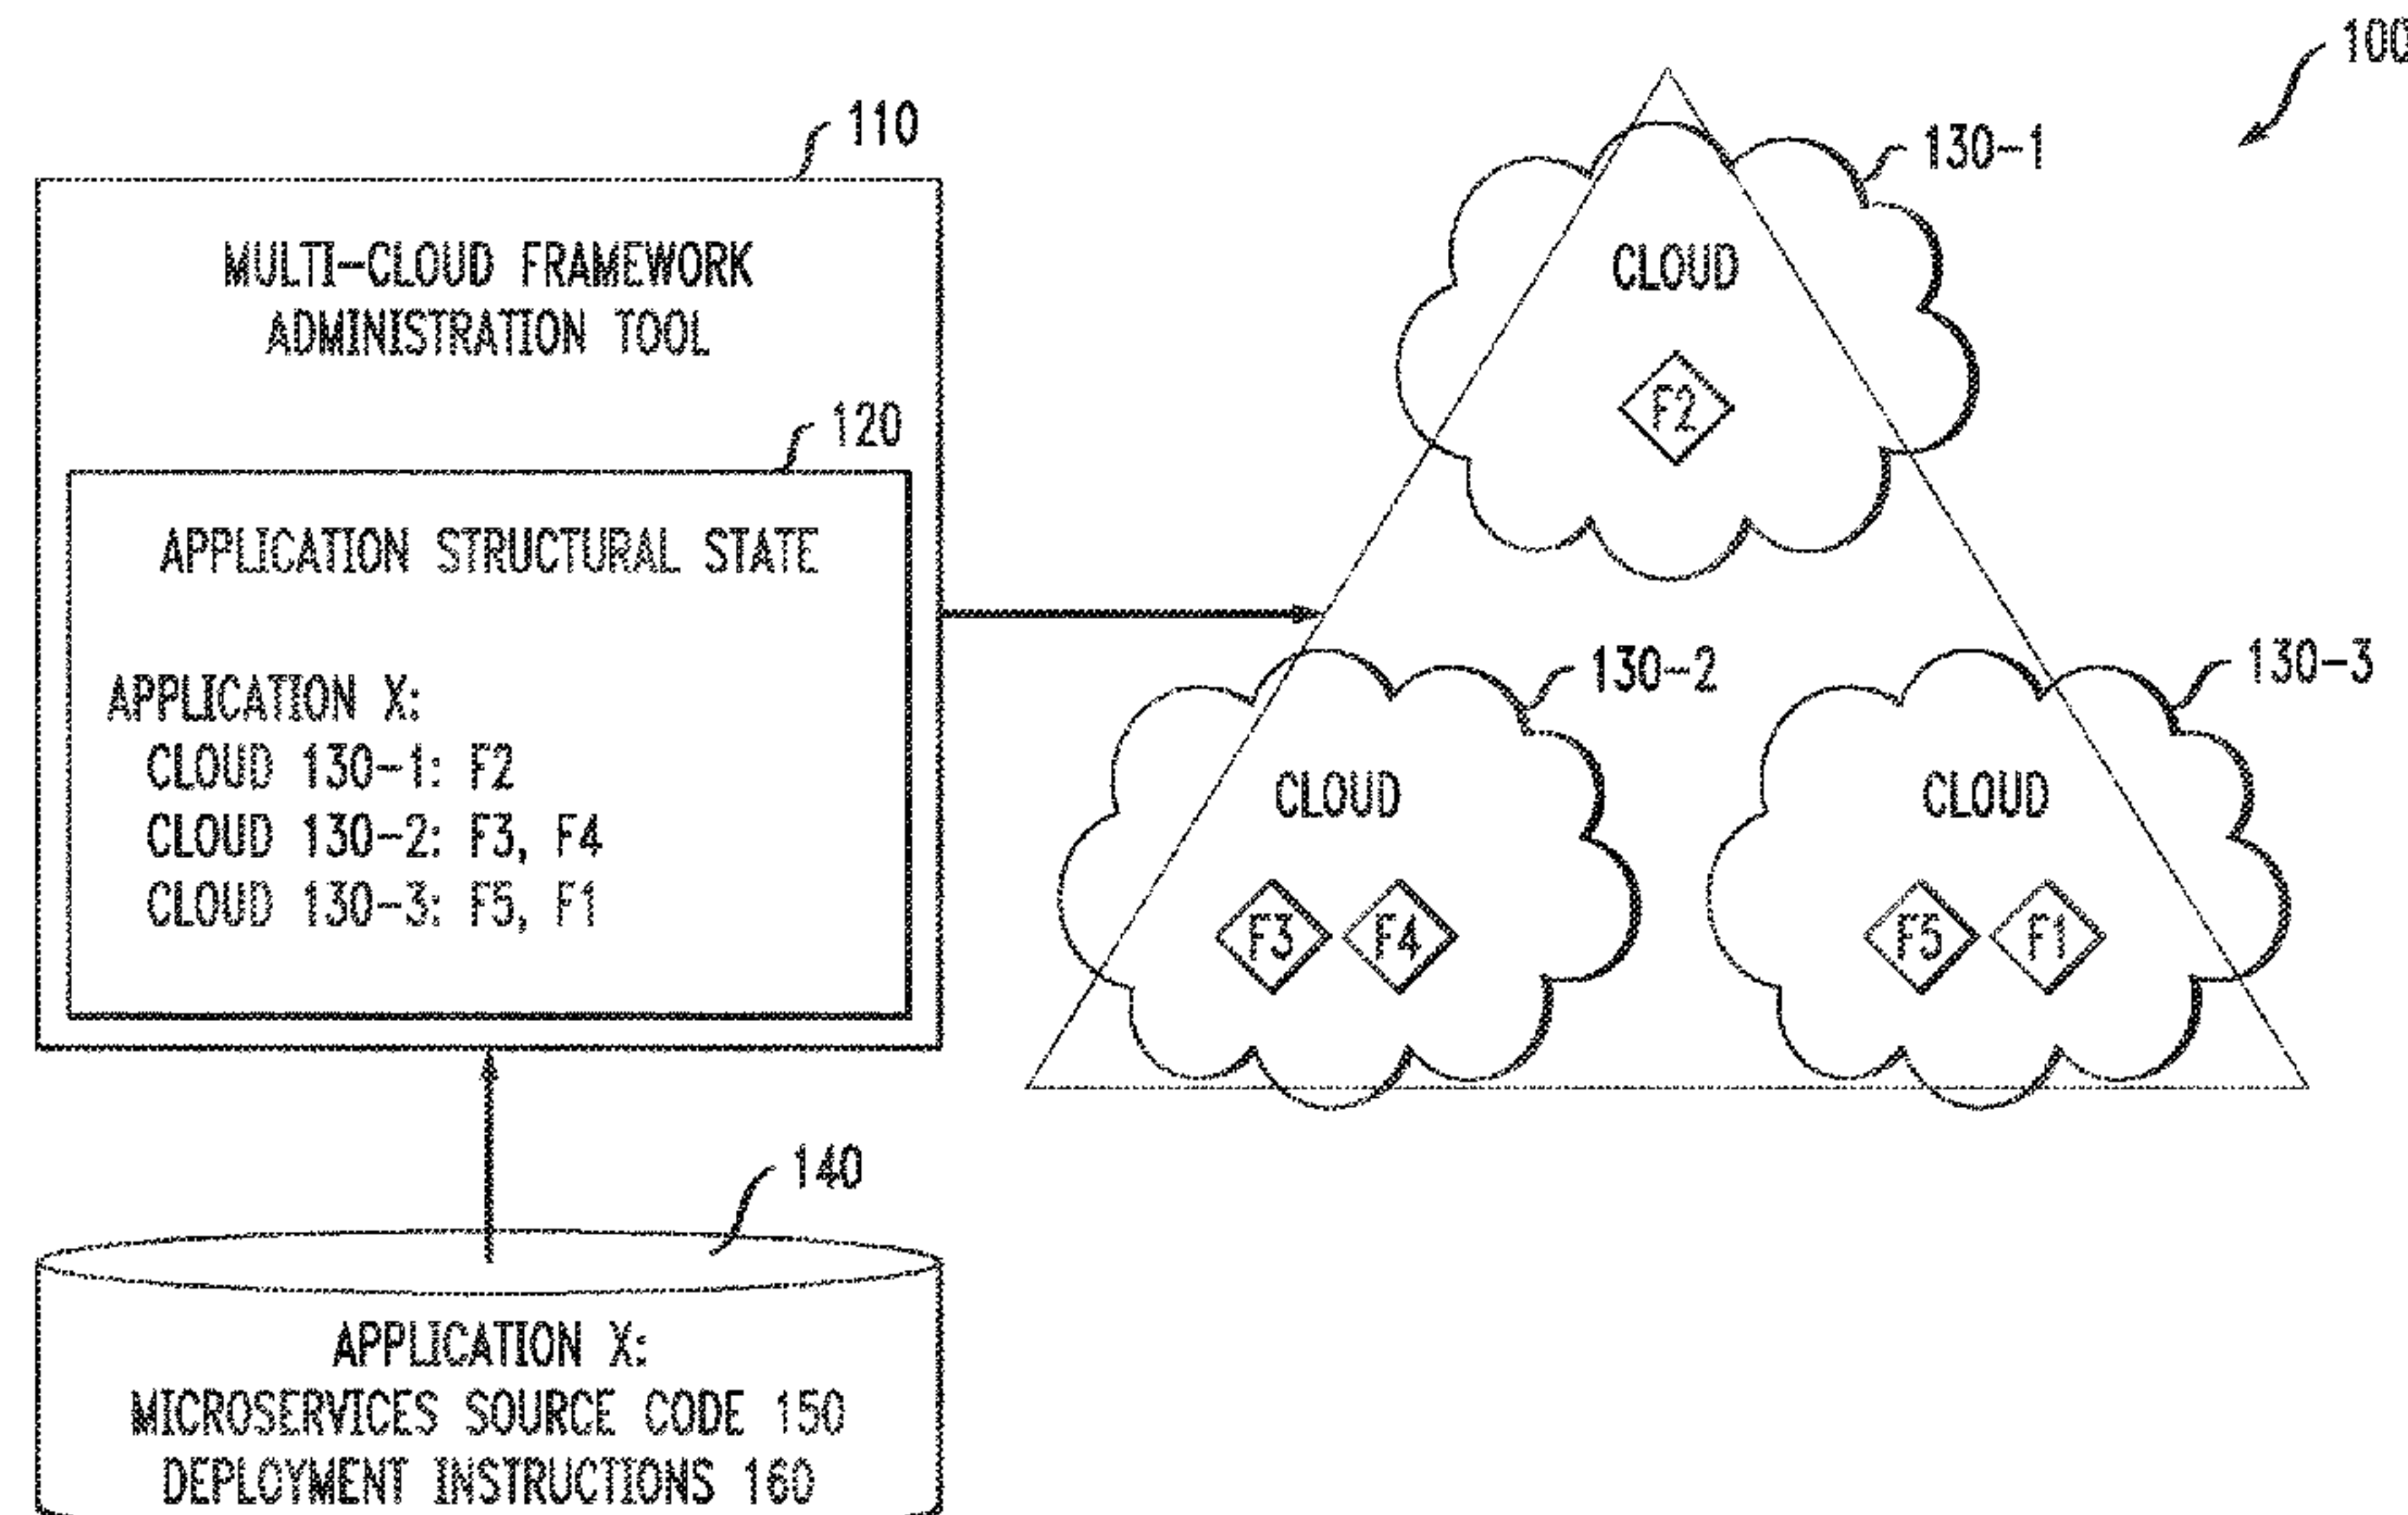 100
110
130-1
MULTI-CLOUD FRAMEWORK
ADMINISTRATION TOOL
CLOUD
F2
120
APPLICATION STRUCTURAL STATE
APPLICATION X:
CLOUD 130-1: F2
CLOUD 130-2: F3, F4
CLOUD 130-3: F5, F1
130-2
130-3
CLOUD
CLOUD
F3 F4
F5 F1
140
APPLICATION X:
MICROSERVICES SOURCE CODE 150
DEPLOYMENT INSTRUCTIONS 160